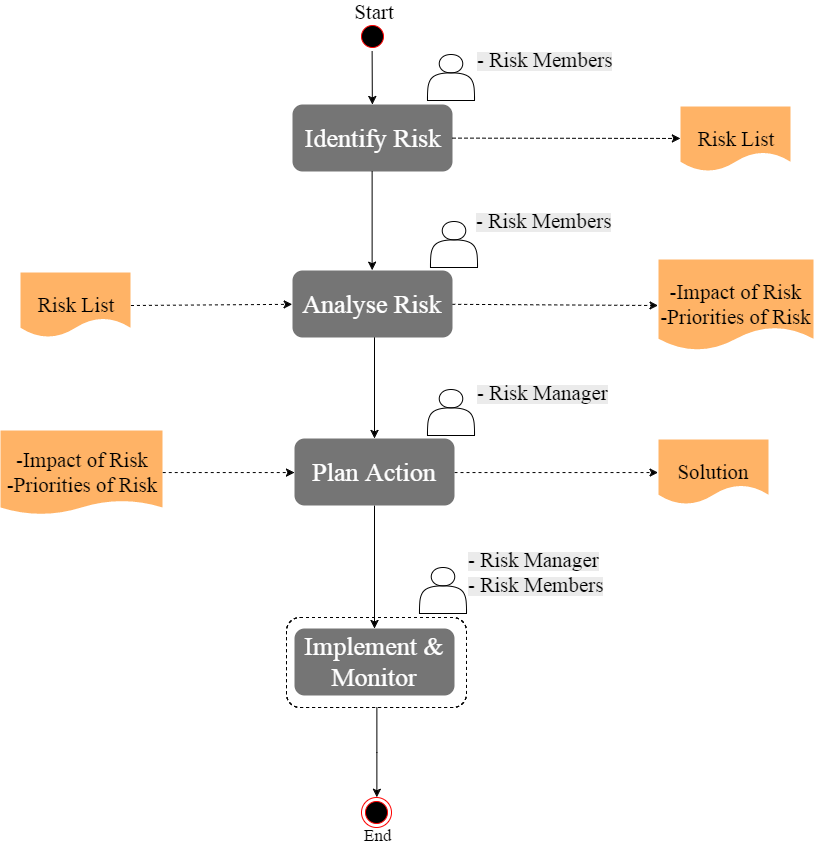 Start
- Risk Members
Identify Risk
Risk List
- Risk Members
Risk List
Analyse Risk
-Impact of Risk
-Priorities of Risk
- Risk Manager
-Impact of Risk
-Priorities of Risk
Plan Action
Solution
- Risk Manager
- Risk Members
Implement &
Monitor
End